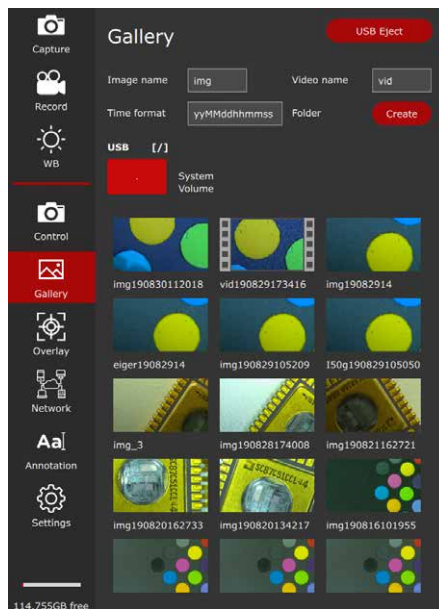 Capture
Record
WB
Control
Gallery
Overlay
Network
Aa
Annotation
Settings
114.755GB free
Gallery
USB Eject
Image name
img
Video name
vid
Time format
yyMMddhhmmss
Folder
Create
USB [/]
.
System
Volume
img190830112018
vid190829173416
img19082914
eiger19082914
img190829105209
I50g190829105050
img_3
img190828174008
img190821162721
img190820162733
img190820134217
img190816101955